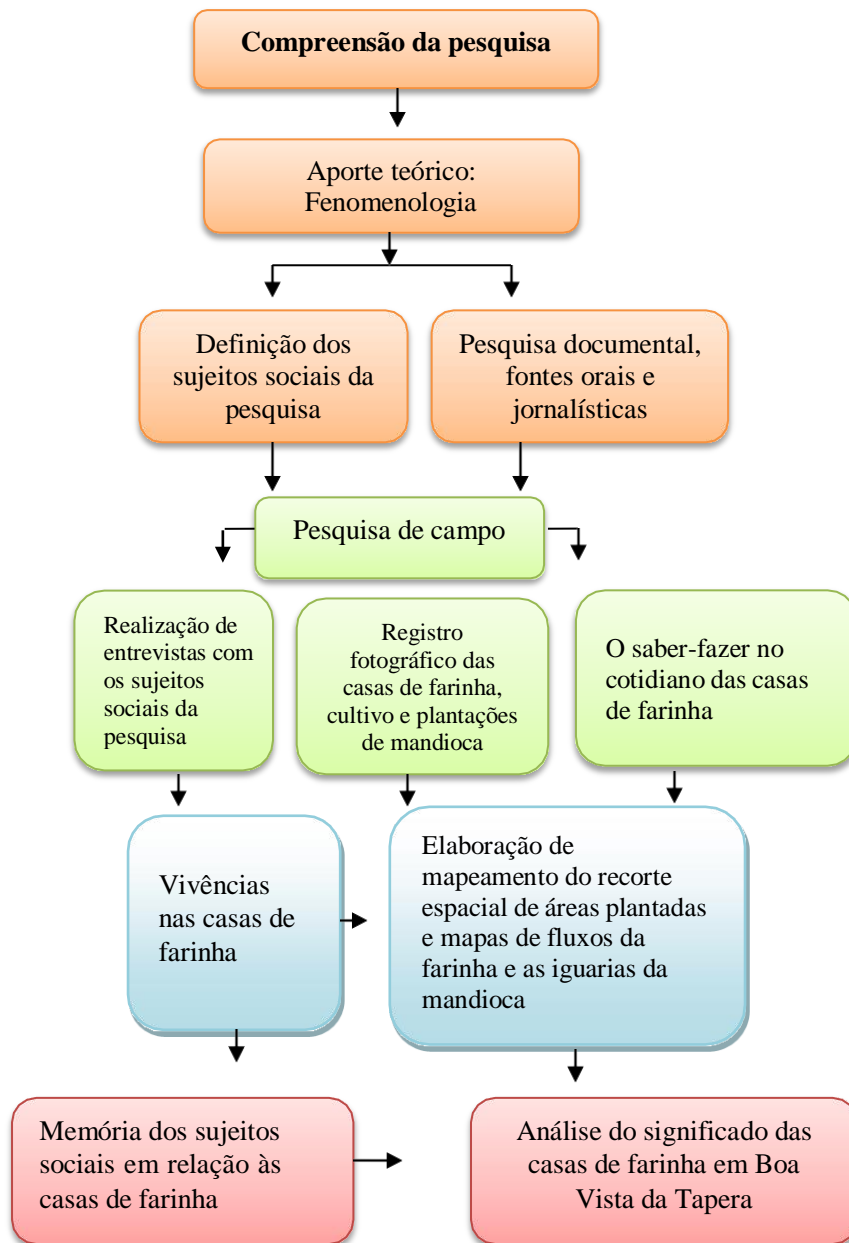 Compreensão da pesquisa
Aporte teórico:
Fenomenologia
Definição dos
sujeitos sociais da
pesquisa
Pesquisa documental,
fontes orais e
jornalísticas
Pesquisa de campo
Realização de
entrevistas com
os sujeitos
sociais da
pesquisa
Registro
fotográfico das
casas de farinha,
cultivo e plantações
de mandioca
O saber-fazer no
cotidiano das casas
de farinha
Vivências
nas casas de
farinha
Elaboração de
mapeamento do recorte
espacial de áreas plantadas
e mapas de fluxos da
farinha e as iguarias da
mandioca
Memória dos sujeitos
sociais em relação às
casas de farinha
Análise do significado das
casas de farinha em Boa
Vista da Tapera